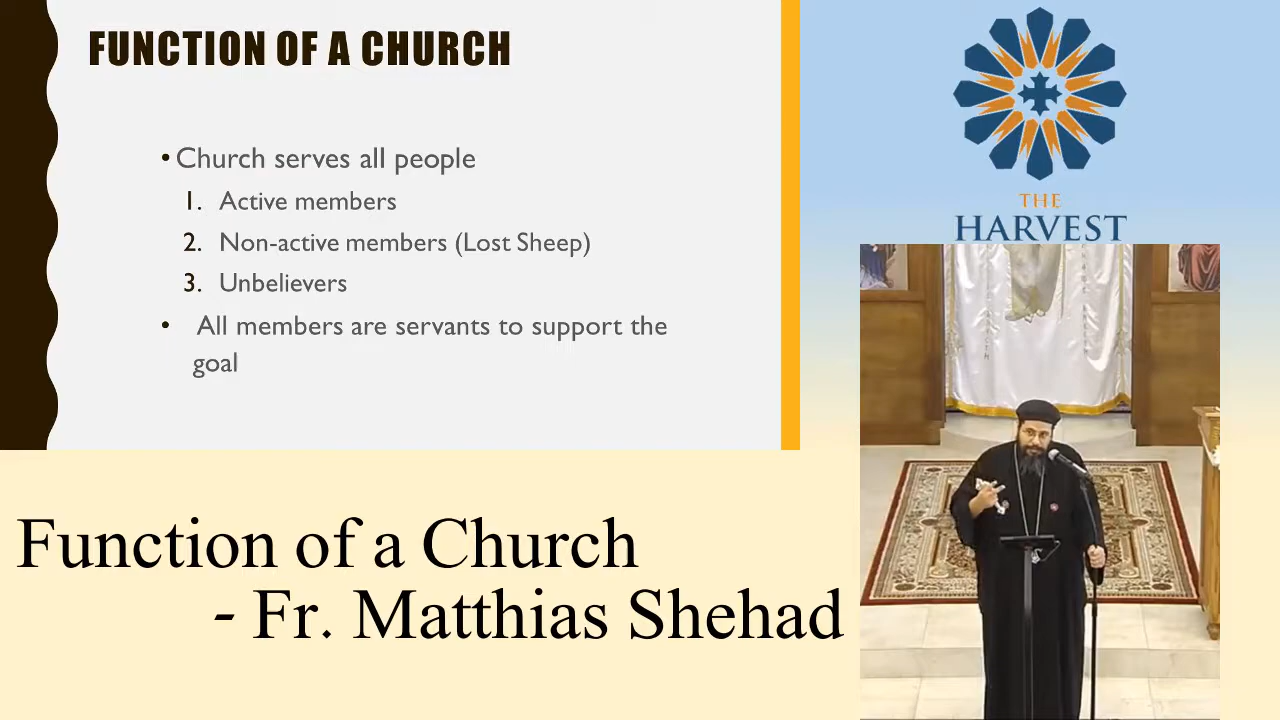 FUNCTION OF A CHURCH
• Church serves all people
1. Active members
2. Non-active members (Lost Sheep)
3. Unbelievers
• All members are servants to support the
goal
THE
HARVEST
Function of a Church
- Fr. Matthias Shehad